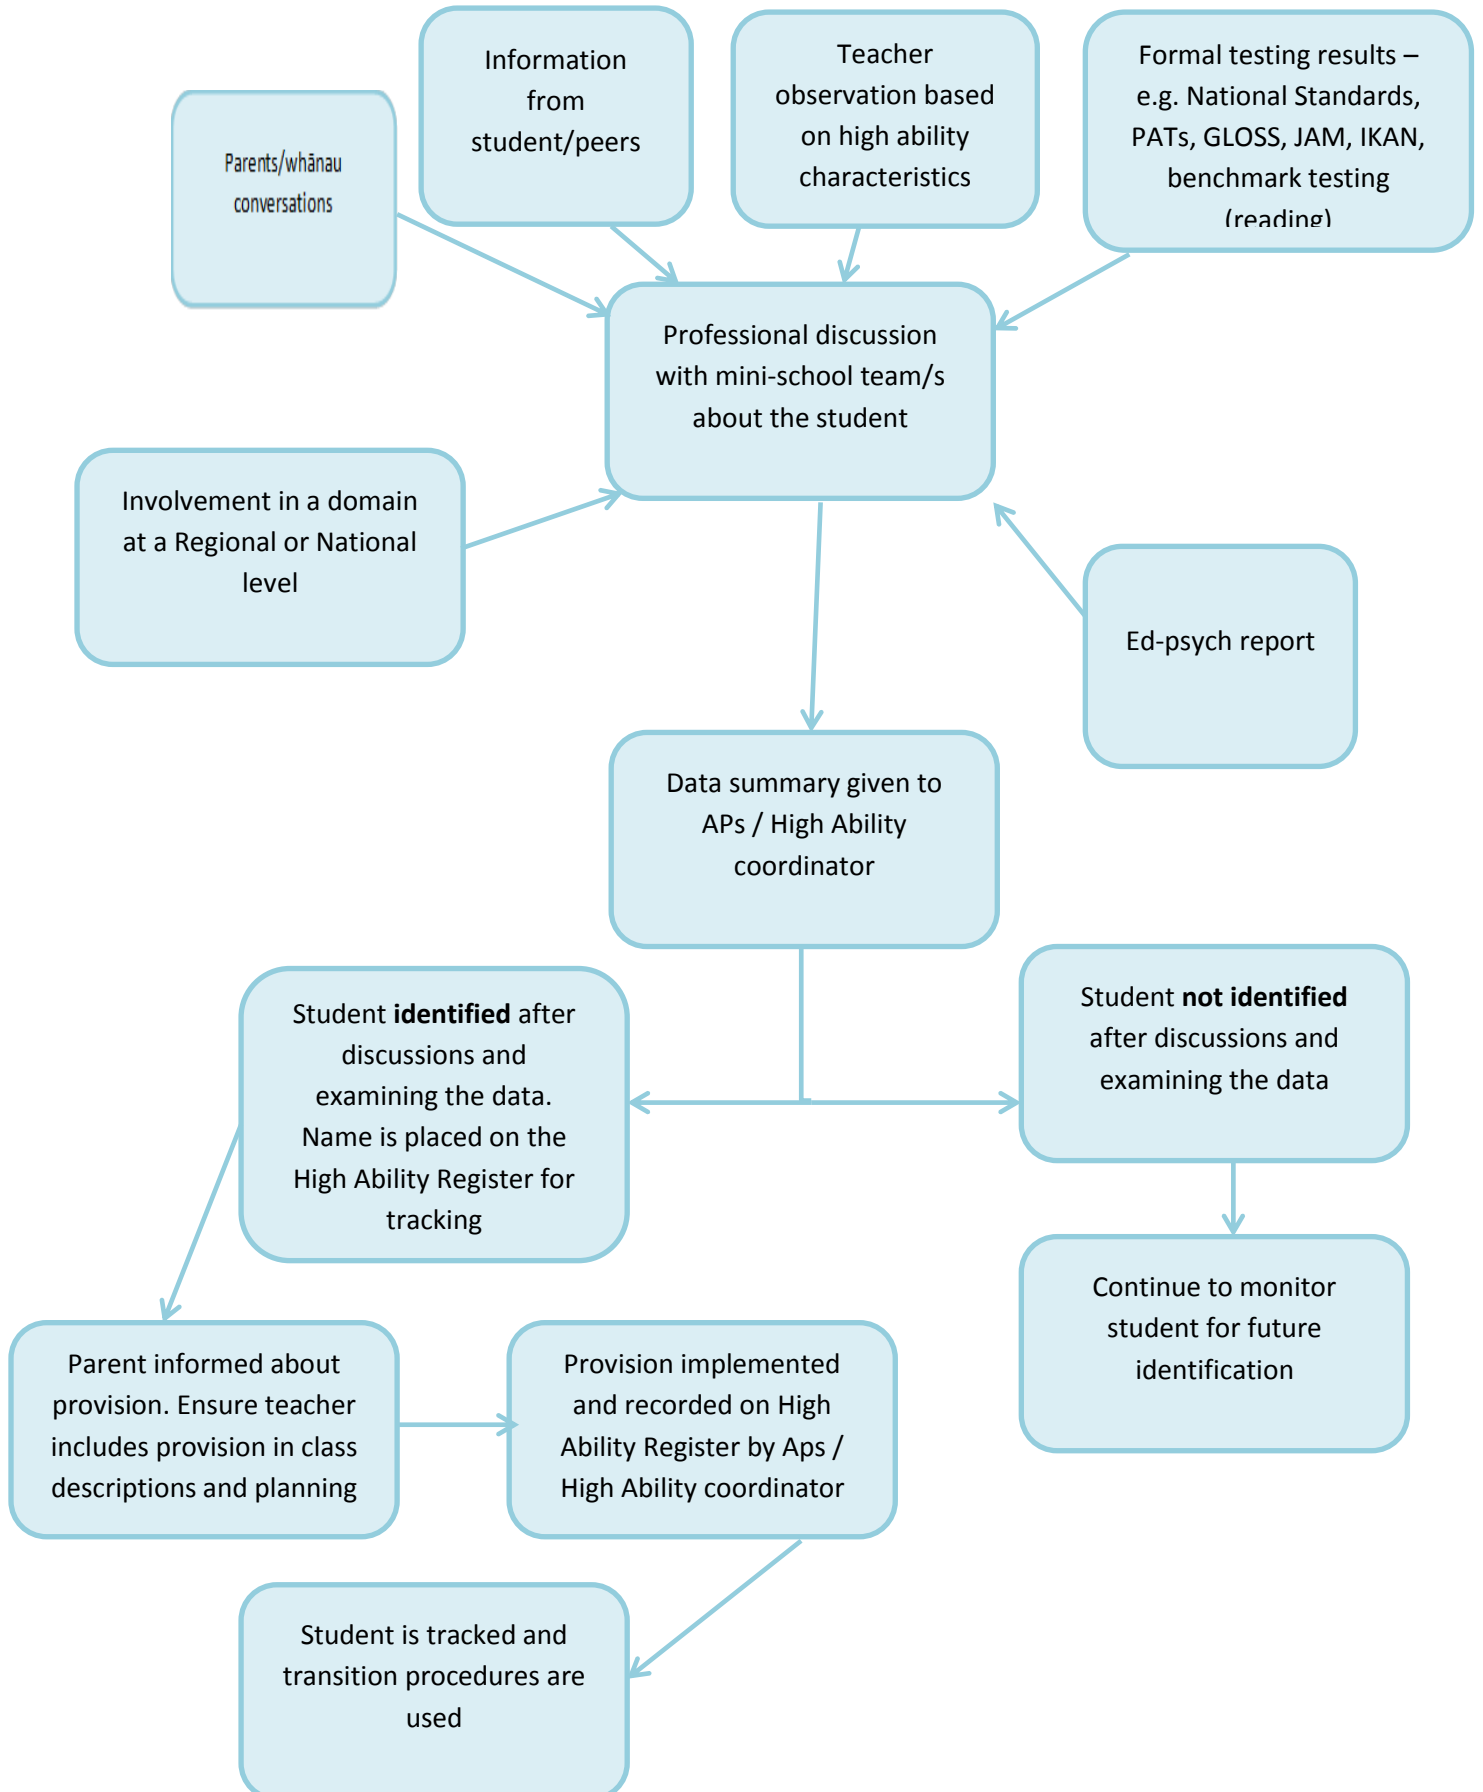 Parents/whānau
conversations
Information
from
student/peers
Teacher
observation based
on high ability
characteristics
Formal testing results –
e.g. National Standards,
PATs, GLOSS, JAM, IKAN,
benchmark testing
(reading)
Professional discussion
with mini-school team/s
about the student
Involvement in a domain
at a Regional or National
level
Ed-psych report
Data summary given to
APs / High Ability
coordinator
Student identified after
discussions and
examining the data.
Name is placed on the
High Ability Register for
tracking
Student not identified
after discussions and
examining the data
Continue to monitor
student for future
identification
Parent informed about
provision. Ensure teacher
includes provision in class
descriptions and planning
Provision implemented
and recorded on High
Ability Register by Aps /
High Ability coordinator
Student is tracked and
transition procedures are
used